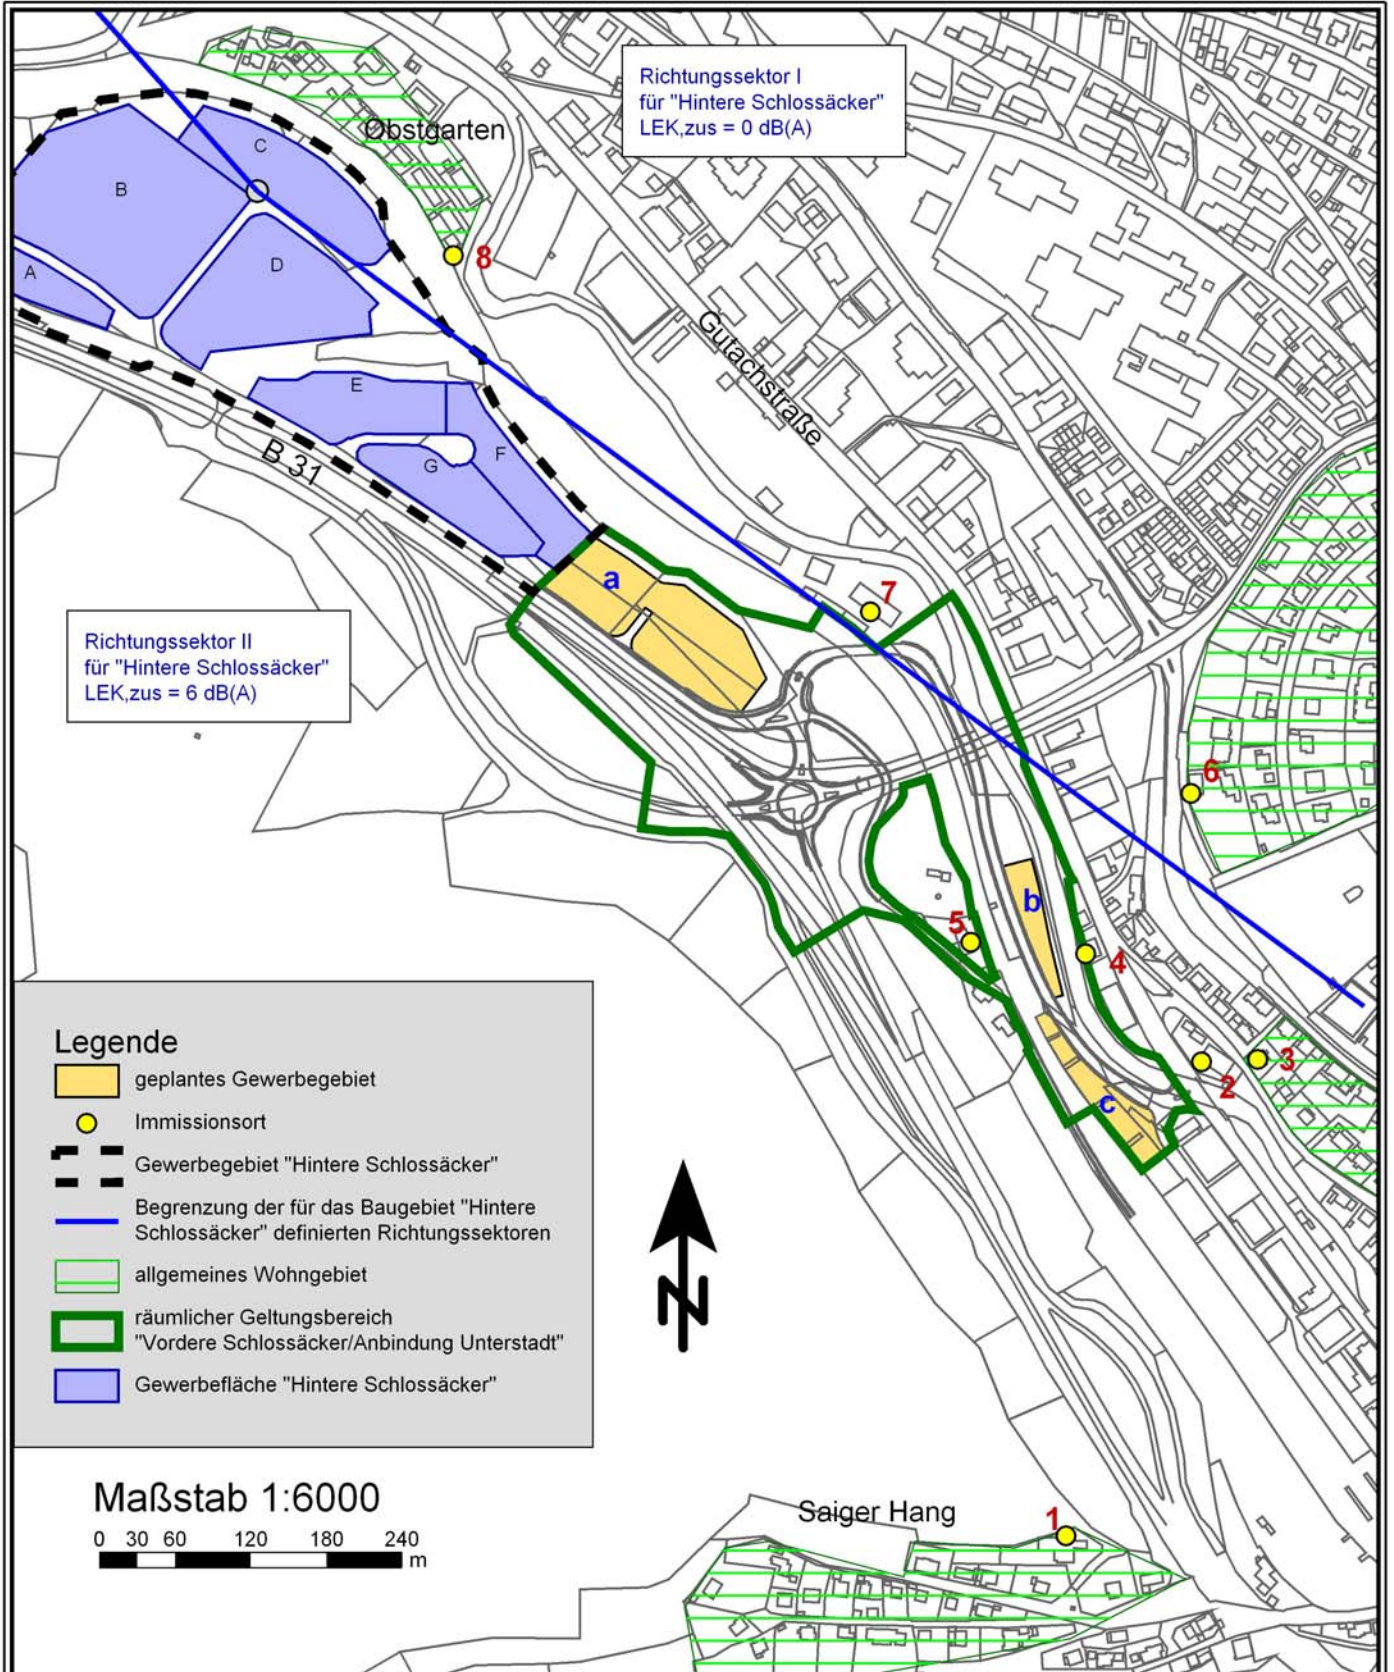 Richtungssektor I
für "Hintere Schlossäcker"
LEK,zus = 0 dB(A)
Obstgarten
C
B
D
A
8
Gutachstraße
E
F
G
B 31
a
7
Richtungssektor II
für "Hintere Schlossäcker"
LEK,zus = 6 dB(A)
6
b
5
4
3
2
c
Legende
geplantes Gewerbegebiet
Immissionsort
Gewerbegebiet "Hintere Schlossäcker"
Begrenzung der für das Baugebiet "Hintere
Schlossäcker" definierten Richtungssektoren
allgemeines Wohngebiet
räumlicher Geltungsbereich
"Vordere Schlossäcker/Anbindung Unterstadt"
Gewerbefläche "Hintere Schlossäcker"
N
Maßstab 1:6000
0 30 60 120 180 240
m
Saiger Hang
1